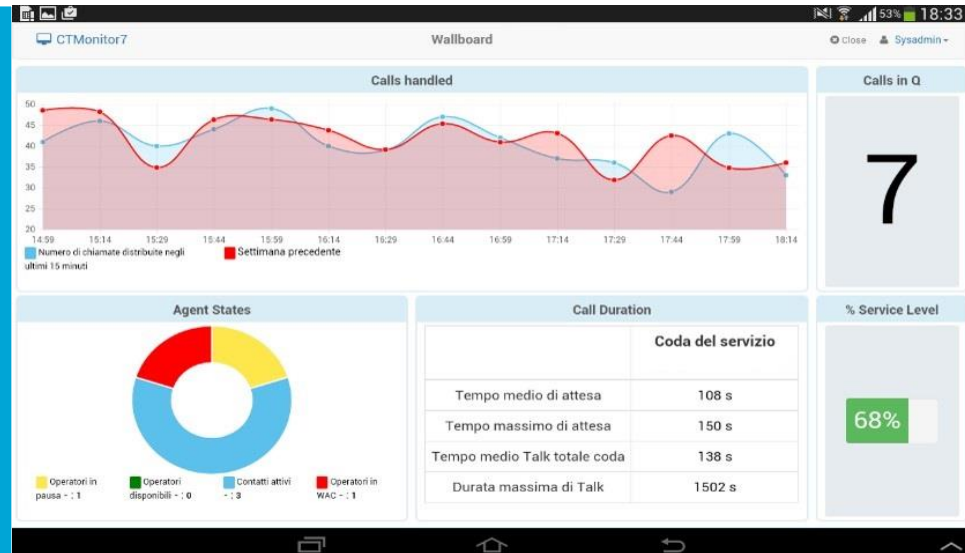 53% 18:33
CTMonitor7 Wallboard Close Sysadmin
Calls handled
50
45
40
35
30
25
20
14:59 15:14 15:29 15:44 15:59 16:14 16:29 16:44 16:59 17:14 17:29 17:44 17:59 18:14
Numero di chiamate distribuite negli
ultimi 15 minuti
Settimana precedente
Calls in Q
7
Agent States
Operatori in
pausa - : 1
Operatori
disponibili - : 0
Contatti attivi
- : 3
Operatori in
WAC - : 1
Call Duration
Coda del servizio
Tempo medio di attesa 108 s
Tempo massimo di attesa 150 s
Tempo medio Talk totale coda 138 s
Durata massima di Talk 1502 s
% Service Level
68%